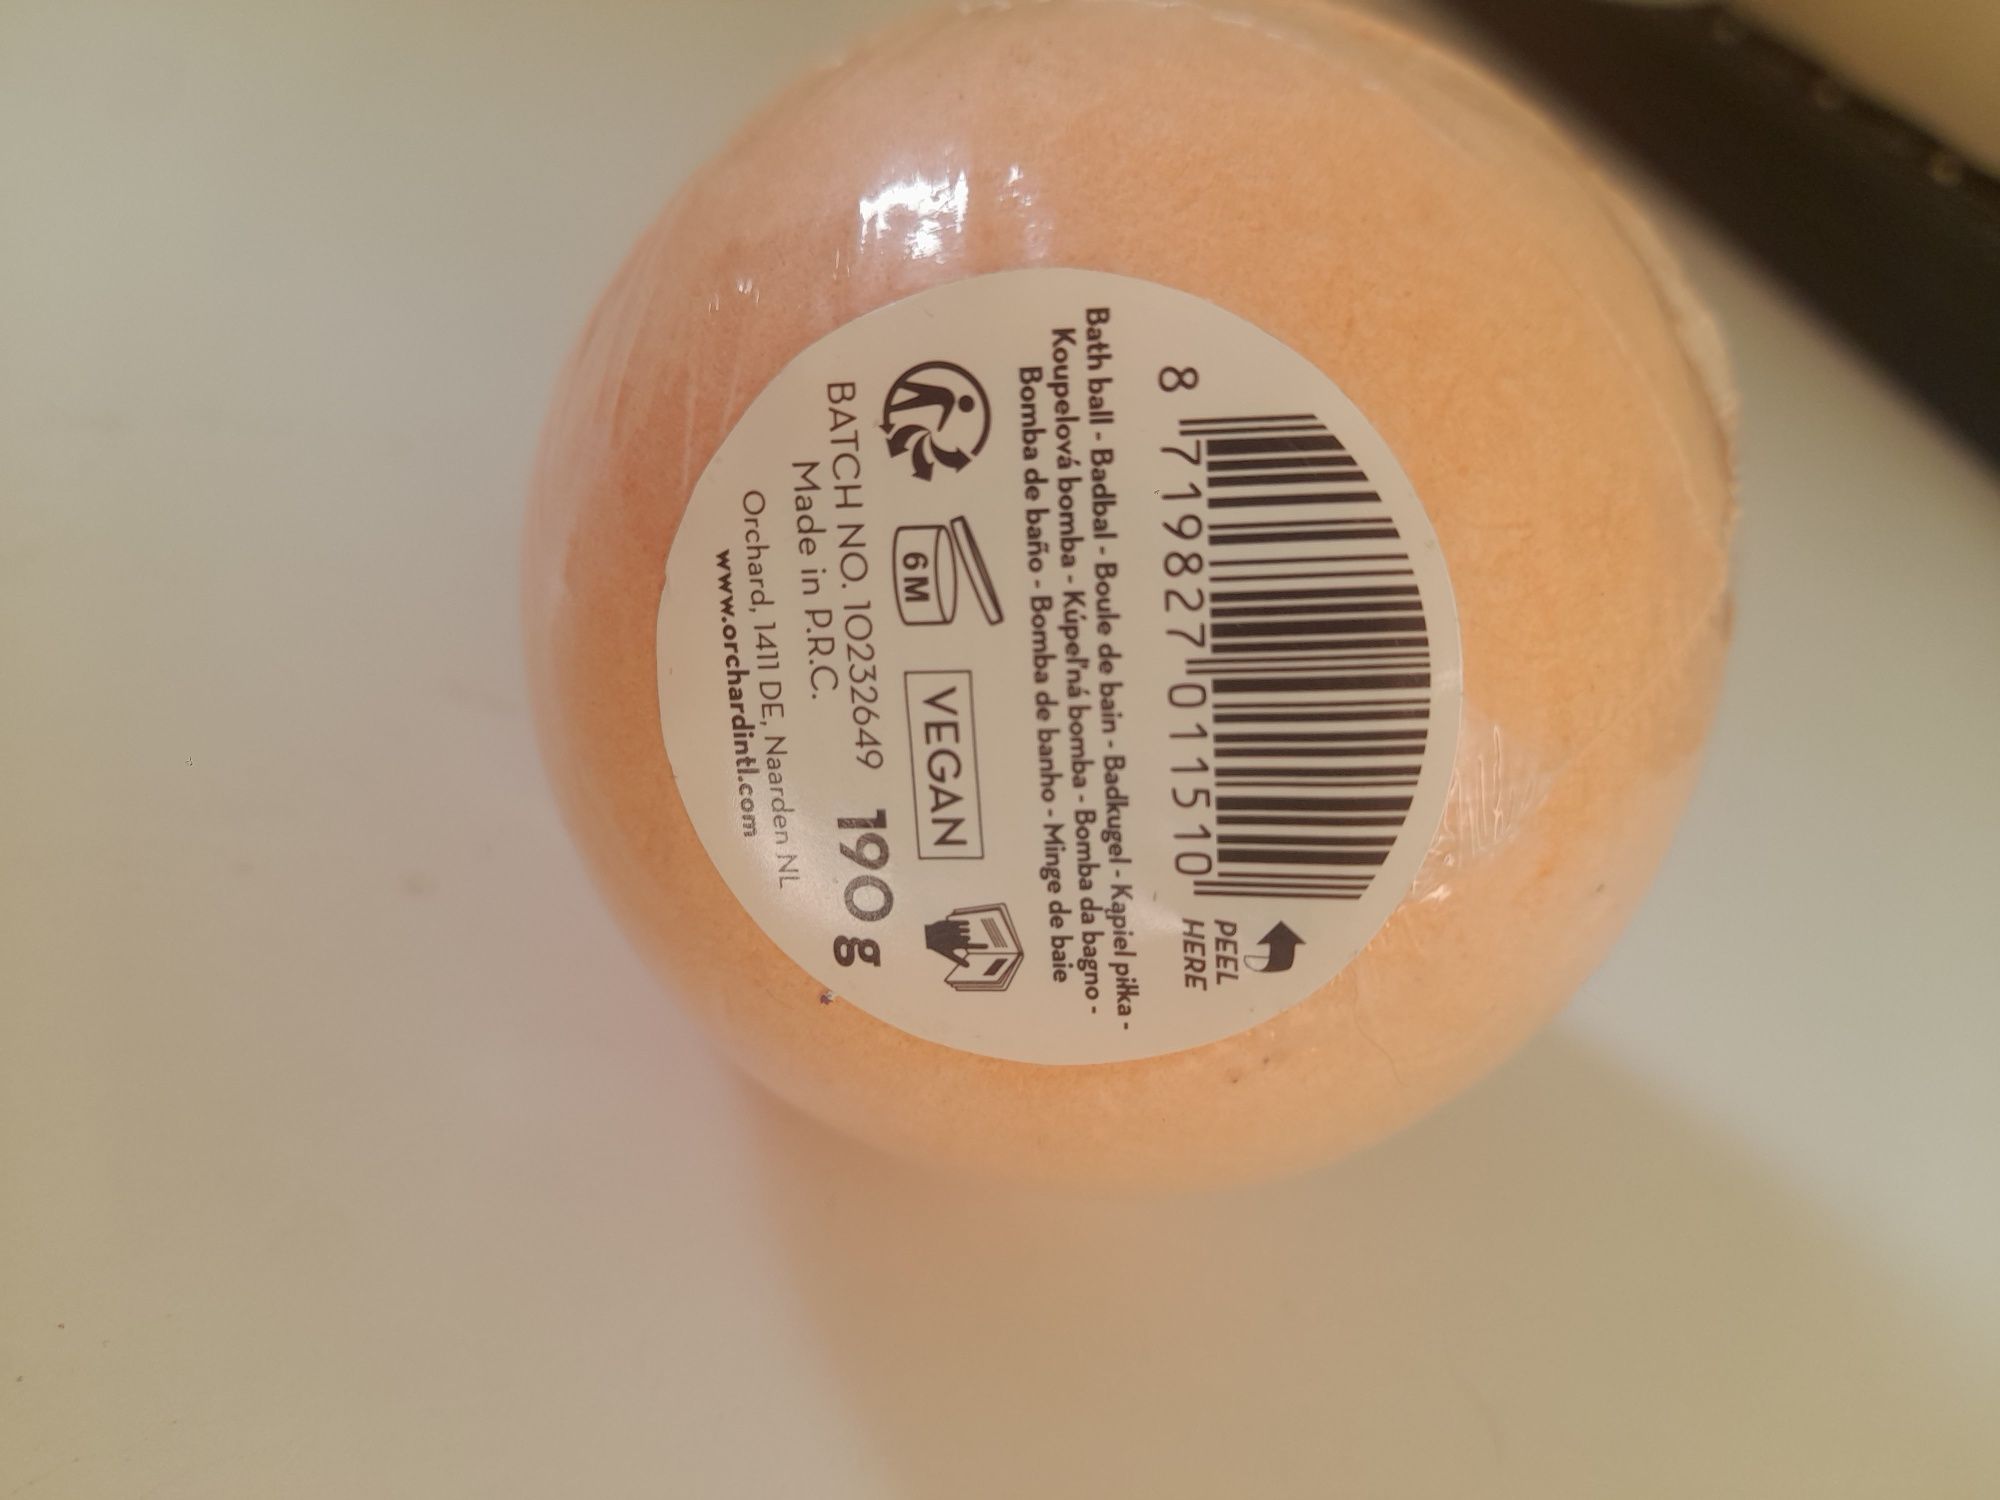 8 719827 011510
PEEL
HERE
Bath ball - Badbal - Boule de bain - Badkugel - Kąpiel piłka -
Koupelová bomba - Kúpeľná bomba - Bomba da bagno -
Bomba de baño - Bomba de banho - Minge de baie
6M
VEGAN
BATCH NO. 10232649 190 g
Made in P.R.C.
Orchard, 1411 DE, Naarden NL
www.orchardintl.com